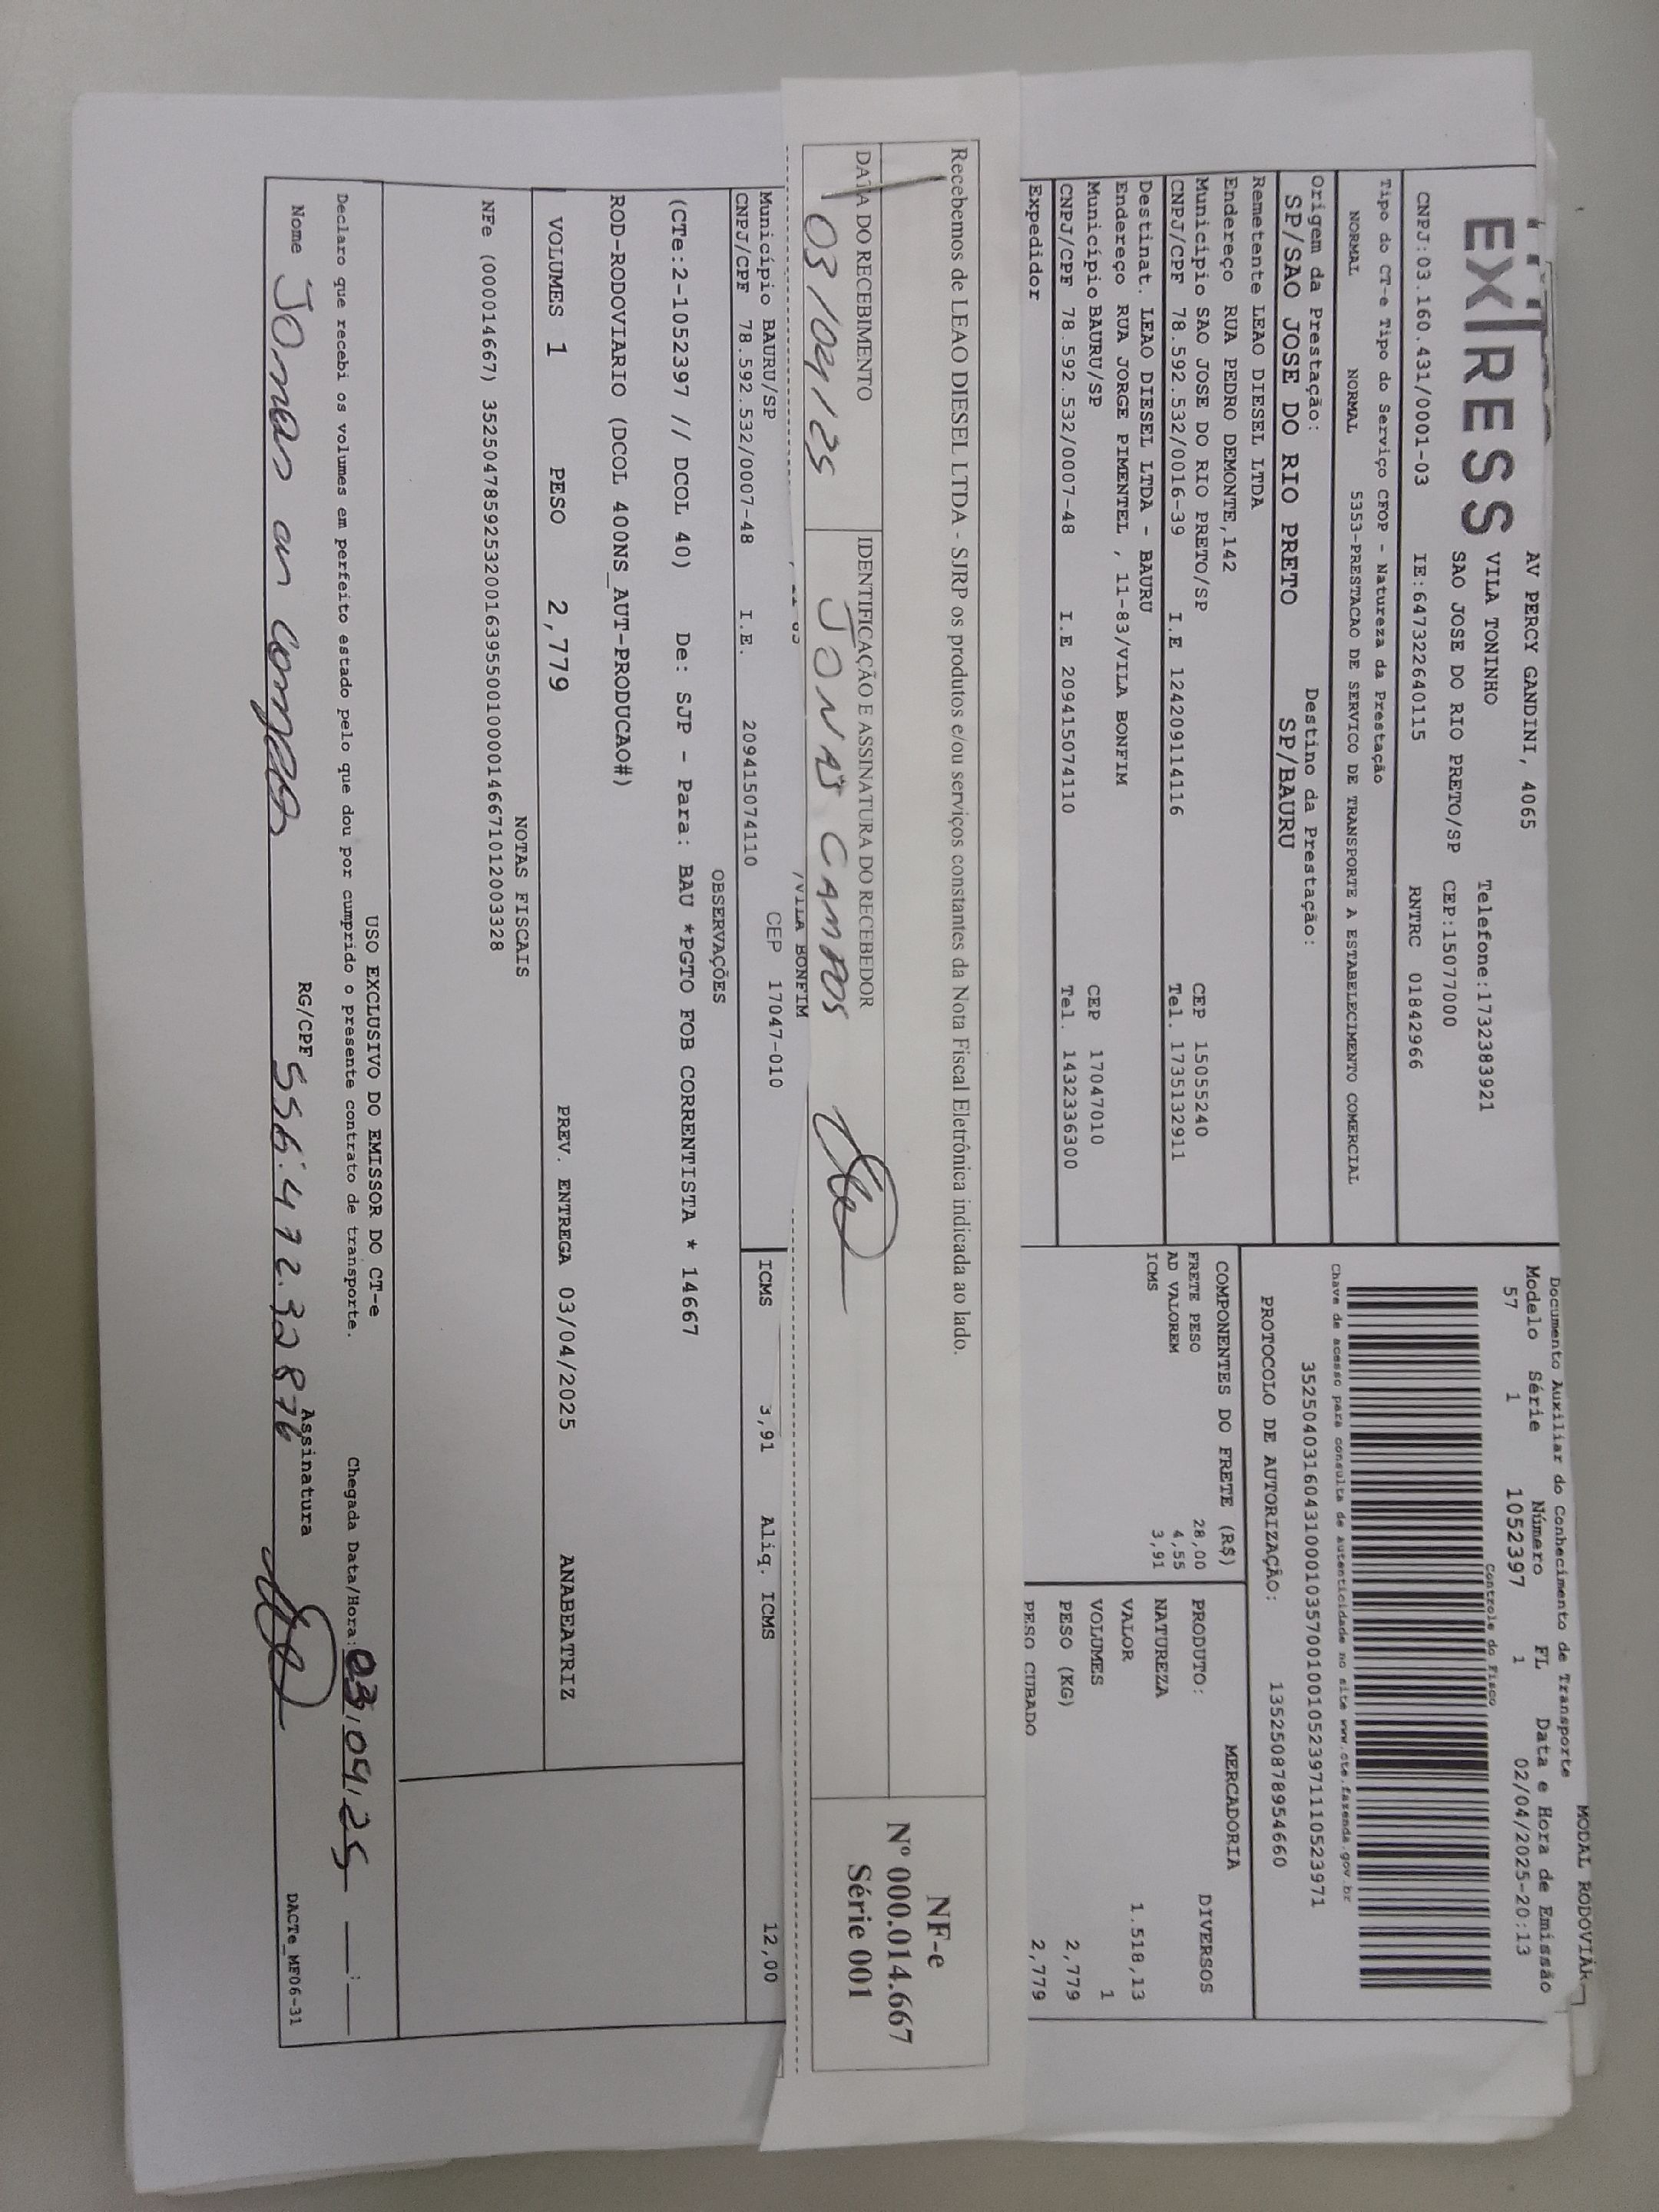 EXPRESS
AV PERCY GANDINI, 4065
VILA TONINHO
SAO JOSE DO RIO PRETO/SP CEP:15077000
Telefone:1732383921
CNPJ:03.160.431/0001-03 IE:647322640115 RNTRC 01842966
Tipo do CT-e Tipo do Serviço CFOP - Natureza da Prestação
NORMAL NORMAL 5353-PRESTACAO DE SERVICO DE TRANSPORTE A ESTABELECIMENTO COMERCIAL
Origem da Prestação: Destino da Prestação:
SP/SAO JOSE DO RIO PRETO SP/BAURU
Remetente LEAO DIESEL LTDA
Endereço RUA PEDRO DEMONTE,142
Município SAO JOSE DO RIO PRETO/SP CEP 15055240
CNPJ/CPF 78.592.532/0016-39 I.E 124209114116 Tel. 1735132911
Destinat. LEAO DIESEL LTDA - BAURU
Endereço RUA JORGE PIMENTEL , 11-83/VILA BONFIM
Município BAURU/SP CEP 17047010
CNPJ/CPF 78.592.532/0007-48 I.E 209415074110 Tel. 1432336300
Expedidor
MODAL RODOVIÁR
Documento Auxiliar do Conhecimento de Transporte
Modelo Série Número FL Data e Hora de Emissão
57 1 1052397 1 02/04/2025-20:13
Controle do Fisco
Chave de acesso para consulta de autenticidade no site www.cte.fazenda.gov.br
35250403160431000103570010010523971110523971
PROTOCOLO DE AUTORIZAÇÃO: 135250878954660
COMPONENTES DO FRETE (R$)
FRETE PESO 28,00
AD VALOREM 4,55
ICMS 3,91
MERCADORIA
PRODUTO: DIVERSOS
NATUREZA
VALOR 1.518,13
VOLUMES 1
PESO (KG) 2,779
PESO CUBADO 2,779
Recebemos de LEAO DIESEL LTDA - SJRP os produtos e/ou serviços constantes da Nota Fiscal Eletrônica indicada ao lado.
DATA DO RECEBIMENTO IDENTIFICAÇÃO E ASSINATURA DO RECEBEDOR
03/04/25 JONAS CAMPOS
NF-e
Nº 000.014.667
Série 001
/VILA BONFIM
Município BAURU/SP CEP 17047-010
CNPJ/CPF 78.592.532/0007-48 I.E. 209415074110
ICMS 3,91 Aliq. ICMS 12,00
OBSERVAÇÕES
(CTe:2-1052397 // DCOL 40) De: SJP - Para: BAU *PGTO FOB CORRENTISTA * 14667
ROD-RODOVIARIO (DCOL 400NS_AUT-PRODUCAO#)
VOLUMES 1 PESO 2,779 PREV. ENTREGA 03/04/2025 ANABEATRIZ
NOTAS FISCAIS
NFe (000014667) 35250478592532001639550010000146671012003328
USO EXCLUSIVO DO EMISSOR DO CT-e
Declaro que recebi os volumes em perfeito estado pelo que dou por cumprido o presente contrato de transporte. Chegada Data/Hora: 03/04/25 __:__
Nome Jonas RG/CPF 556.472.32876 Assinatura
DACTe_MF06-31